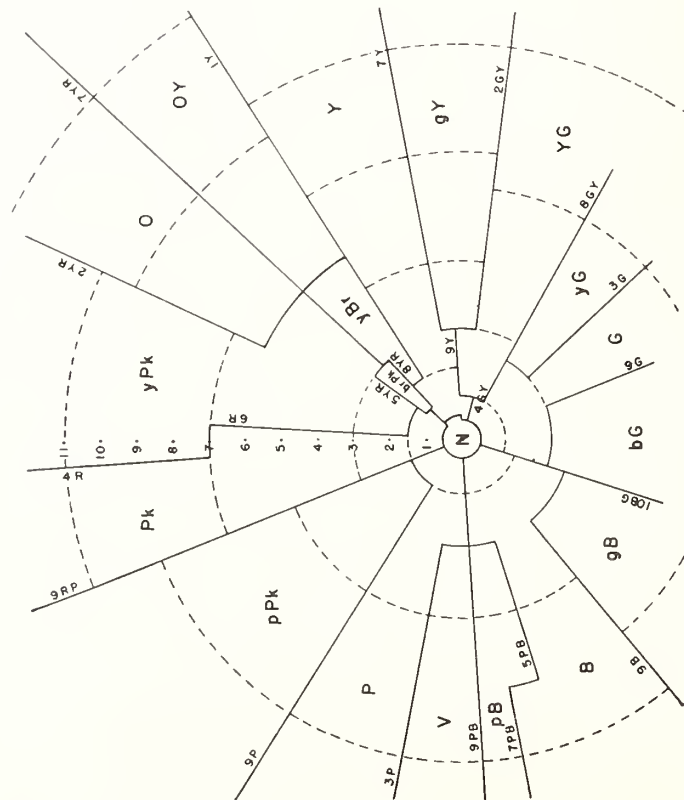 7YR
OY
1Y
O
2YR
Y
7Y
gY
2GY
YG
8GY
yPk
yBr
8YR
brPk
5YR
9Y
4GY
yG
3G
G
9G
6R
11.
10.
9.
8.
7.
6.
5.
4.
3.
2.
1.
N
4R
Pk
9RP
bG
10BG
pPk
gB
9B
9P
P
3P
V
9PB
pB
7PB
5PB
B